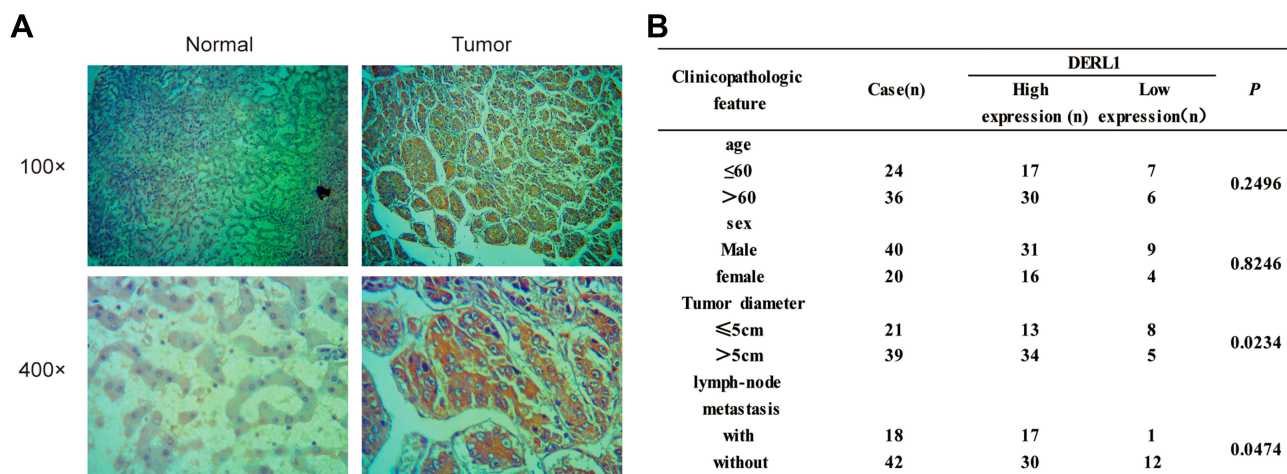 A
Normal Tumor
100×
400×
B
DERL1
Clinicopathologic feature Case(n) High expression (n) Low expression(n) P
age
≤60 24 17 7
>60 36 30 6
0.2496
sex
Male 40 31 9
female 20 16 4
0.8246
Tumor diameter
≤5cm 21 13 8
>5cm 39 34 5
0.0234
lymph-node
metastasis
with 18 17 1
without 42 30 12
0.0474